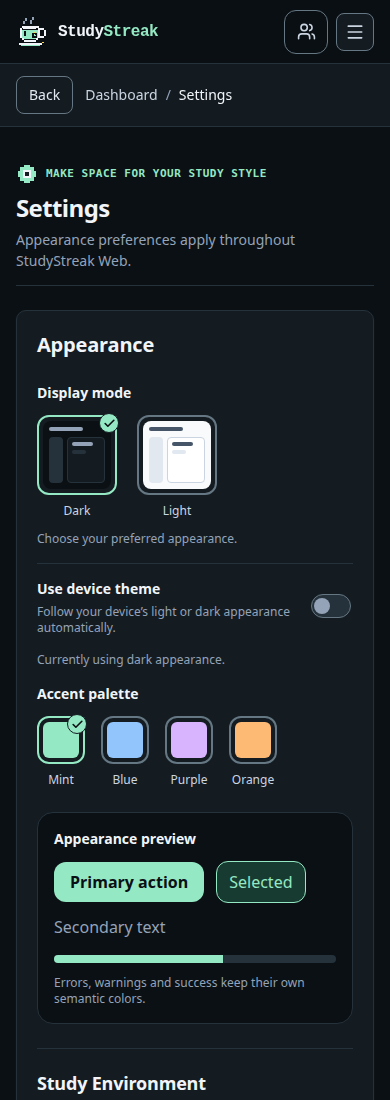 StudyStreak
Back Dashboard / Settings
MAKE SPACE FOR YOUR STUDY STYLE
Settings
Appearance preferences apply throughout
StudyStreak Web.
Appearance
Display mode
Dark Light
Choose your preferred appearance.
Use device theme
Follow your device’s light or dark appearance
automatically.
Currently using dark appearance.
Accent palette
Mint Blue Purple Orange
Appearance preview
Primary action Selected
Secondary text
Errors, warnings and success keep their own
semantic colors.
Study Environment